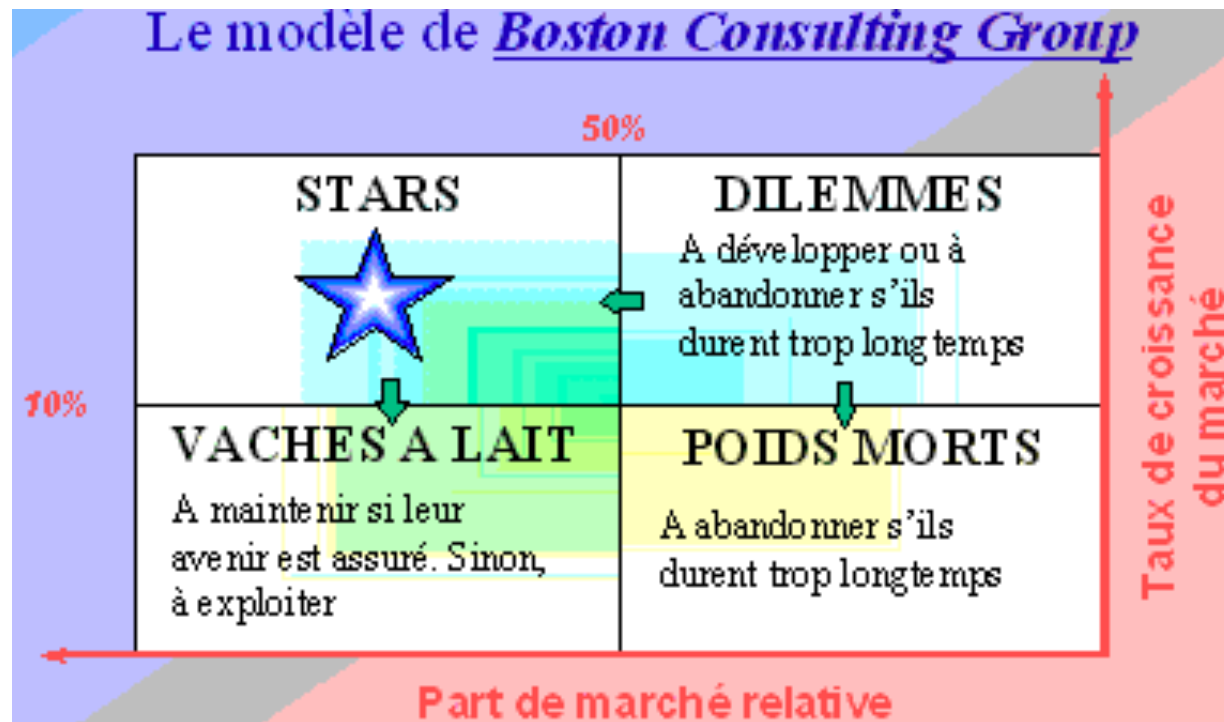 Le modèle de Boston Consulting Group
50%
STARS
DILEMMES
A développer ou à
abandonner s'ils
durent trop longtemps
10%
VACHES A LAIT
A maintenir si leur
avenir est assuré. Sinon,
à exploiter
POIDS MORTS
A abandonner s'ils
durent trop longtemps
Taux de croissance
du marché
Part de marché relative